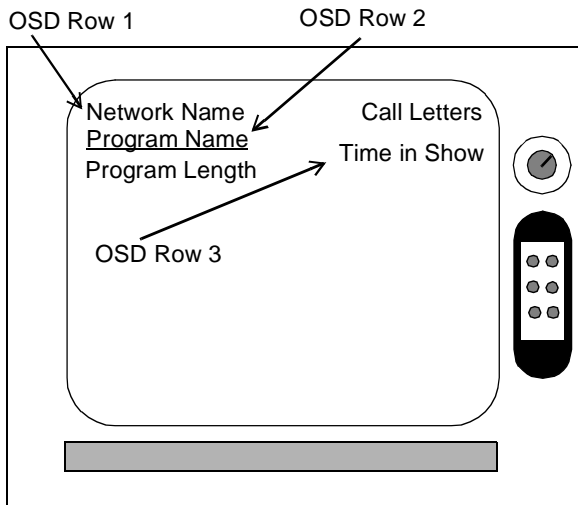 OSD Row 1
OSD Row 2
Network Name
Call Letters
Program Name
Time in Show
Program Length
OSD Row 3